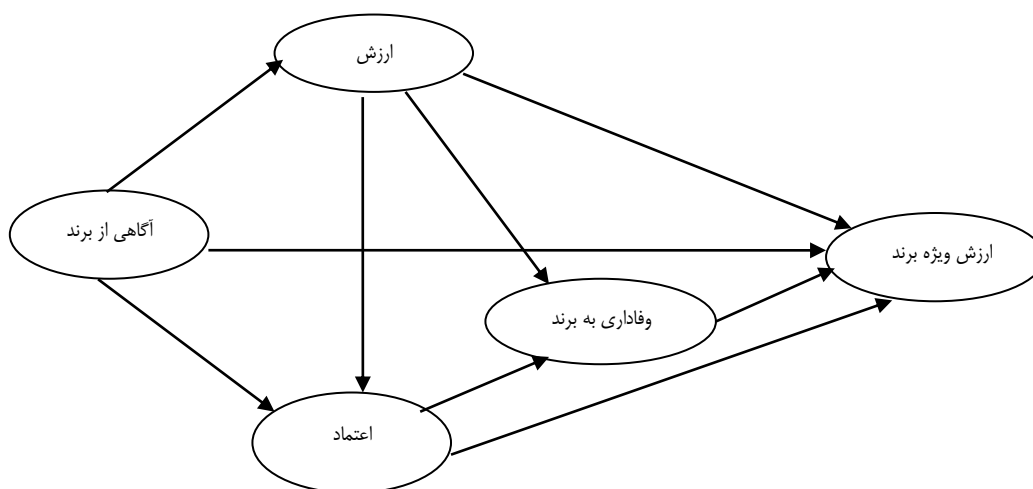 ارزش
آگاهی از برند
ارزش ویژه برند
وفاداری به برند
اعتماد